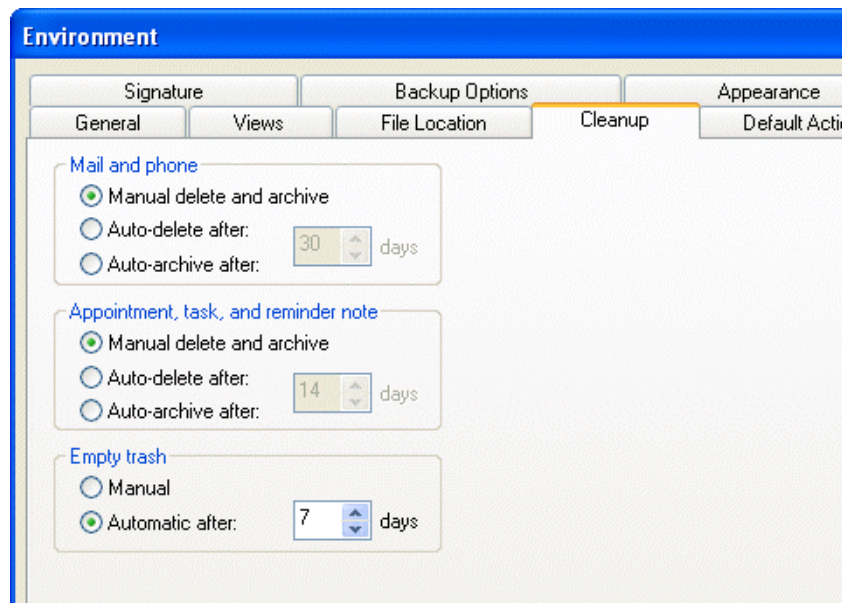 Environment
Signature Backup Options Appearance
General Views File Location Cleanup Default Acti
Mail and phone
Manual delete and archive
Auto-delete after:
30 days
Auto-archive after:
Appointment, task, and reminder note
Manual delete and archive
Auto-delete after:
14 days
Auto-archive after:
Empty trash
Manual
Automatic after: 7 days